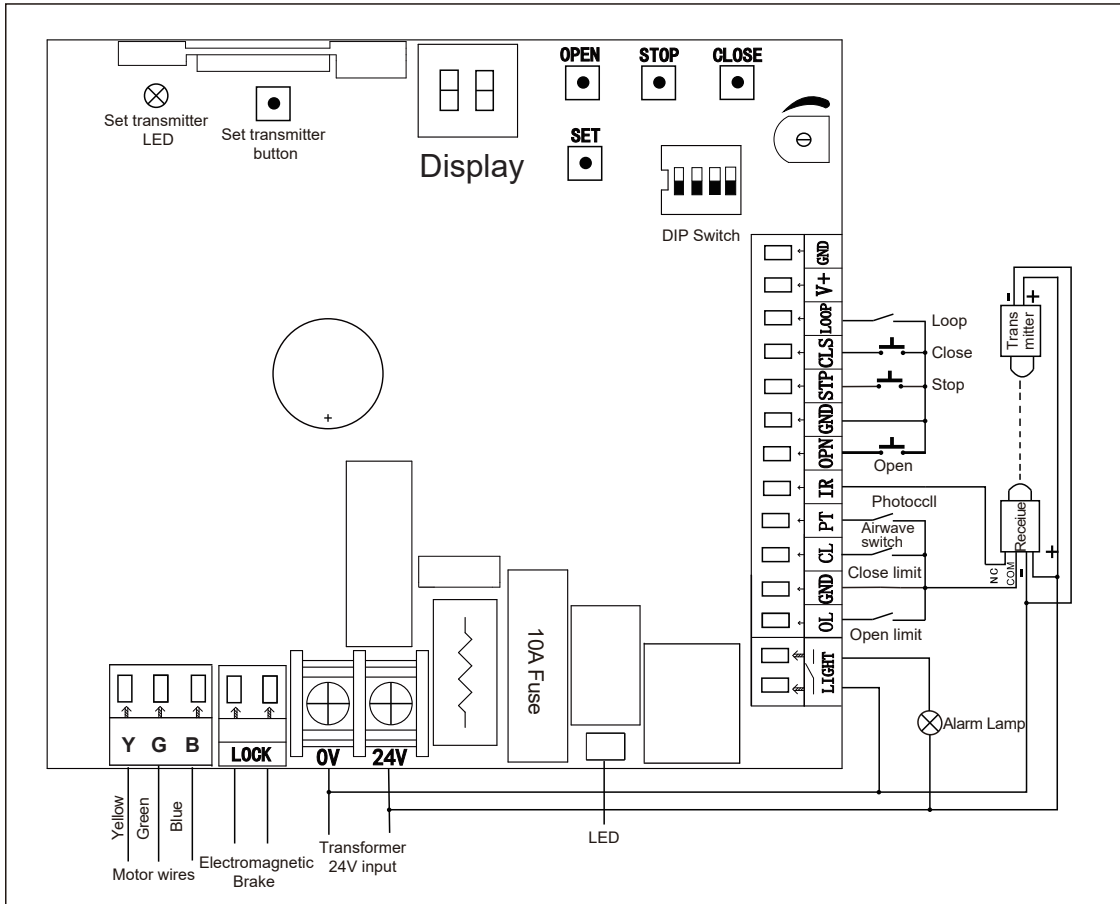 OPEN STOP CLOSE
Set transmitter
LED
Set transmitter
button
SET
Display
DIP Switch
GND
V+
LOOP
CLS
STP
GND
OPN
IR
PT
CL
GND
OL
LIGHT
Loop
Close
Stop
Open
Photoccll
Airwave
switch
Close limit
Open limit
- +
Trans
mitter
Receiue
NC
COM
- +
Alarm Lamp
10A Fuse
+
Y G B
LOCK
0V 24V
Yellow
Green
Blue
Motor wires
Electromagnetic
Brake
Transformer
24V input
LED